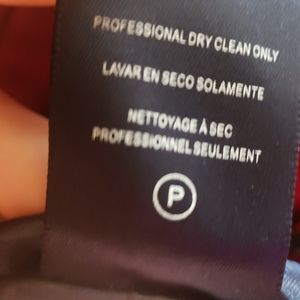 PROFESSIONAL DRY CLEAN ONLY
LAVAR EN SECO SOLAMENTE
NETTOYAGE À SEC
PROFESSIONNEL SEULEMENT
P